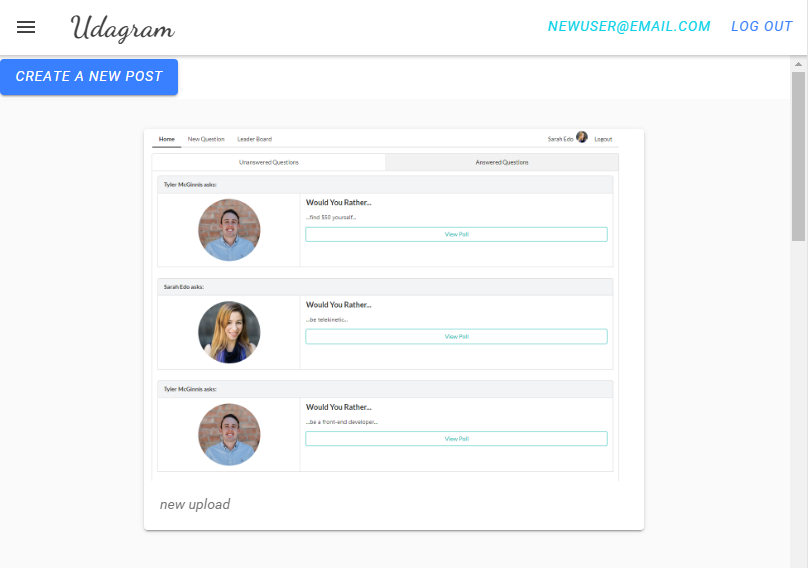 Udagram
NEWUSER@EMAIL.COM LOG OUT
CREATE A NEW POST
Home New Question Leader Board Sarah Edo Logout
Unanswered Questions Answered Questions
Tyler McGinnis asks:
Would You Rather...
...find $50 yourself...
View Poll
Sarah Edo asks:
Would You Rather...
...be telekinetic...
View Poll
Tyler McGinnis asks:
Would You Rather...
...be a front-end developer...
View Poll
new upload